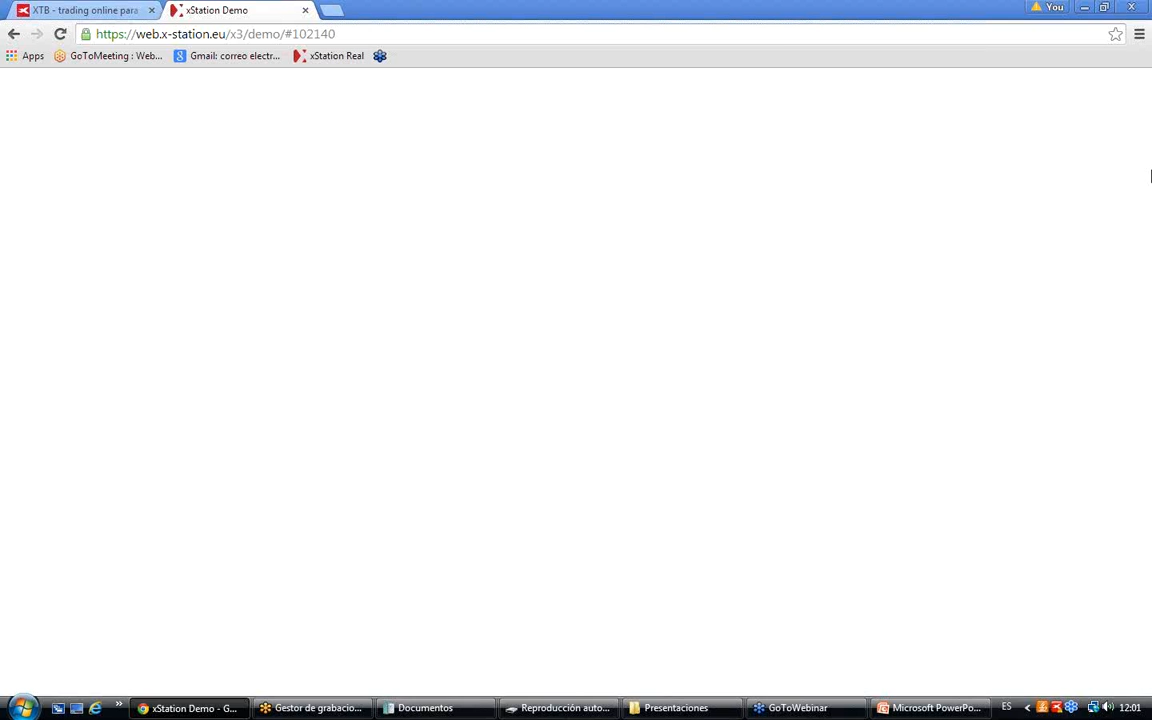 XTB - trading online para
xStation Demo
You
https://web.x-station.eu/x3/demo/#102140
Apps
GoToMeeting : Web...
Gmail: correo electr...
xStation Real
xStation Demo - G...
Gestor de grabacio...
Documentos
Reproducción auto...
Presentaciones
GoToWebinar
Microsoft PowerPo...
ES
12:01